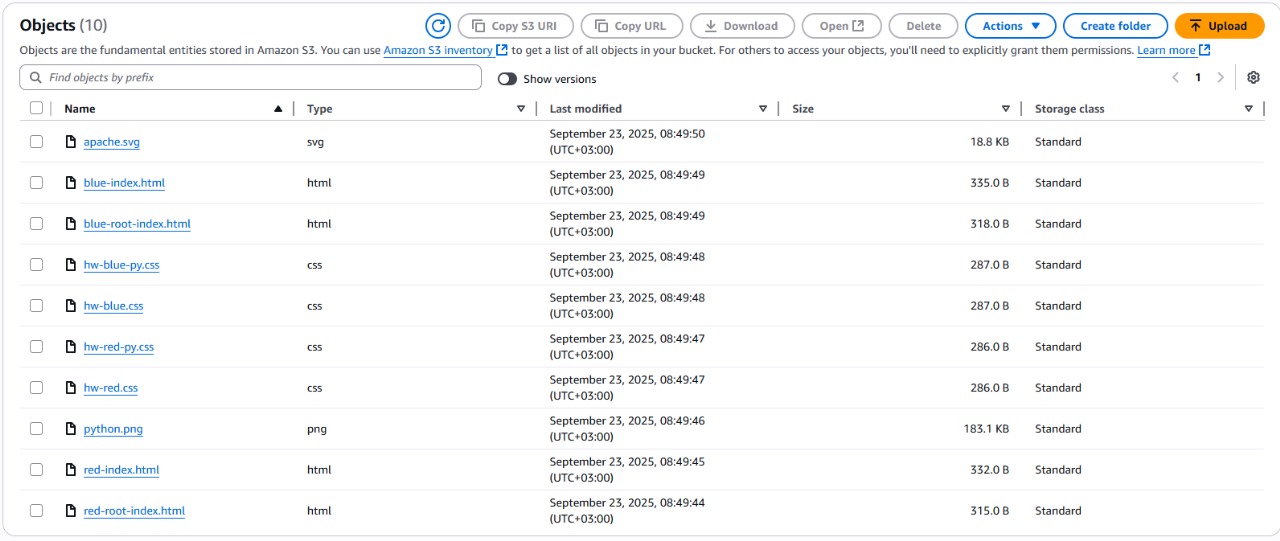 Objects (10)
Copy S3 URI
Copy URL
Download
Open
Delete
Actions
Create folder
Upload
Objects are the fundamental entities stored in Amazon S3. You can use Amazon S3 inventory to get a list of all objects in your bucket. For others to access your objects, you'll need to explicitly grant them permissions. Learn more
Find objects by prefix
Show versions
1
Name Type Last modified Size Storage class
apache.svg svg September 23, 2025, 08:49:50 (UTC+03:00) 18.8 KB Standard
blue-index.html html September 23, 2025, 08:49:49 (UTC+03:00) 335.0 B Standard
blue-root-index.html html September 23, 2025, 08:49:49 (UTC+03:00) 318.0 B Standard
hw-blue-py.css css September 23, 2025, 08:49:48 (UTC+03:00) 287.0 B Standard
hw-blue.css css September 23, 2025, 08:49:48 (UTC+03:00) 287.0 B Standard
hw-red-py.css css September 23, 2025, 08:49:47 (UTC+03:00) 286.0 B Standard
hw-red.css css September 23, 2025, 08:49:47 (UTC+03:00) 286.0 B Standard
python.png png September 23, 2025, 08:49:46 (UTC+03:00) 183.1 KB Standard
red-index.html html September 23, 2025, 08:49:45 (UTC+03:00) 332.0 B Standard
red-root-index.html html September 23, 2025, 08:49:44 (UTC+03:00) 315.0 B Standard